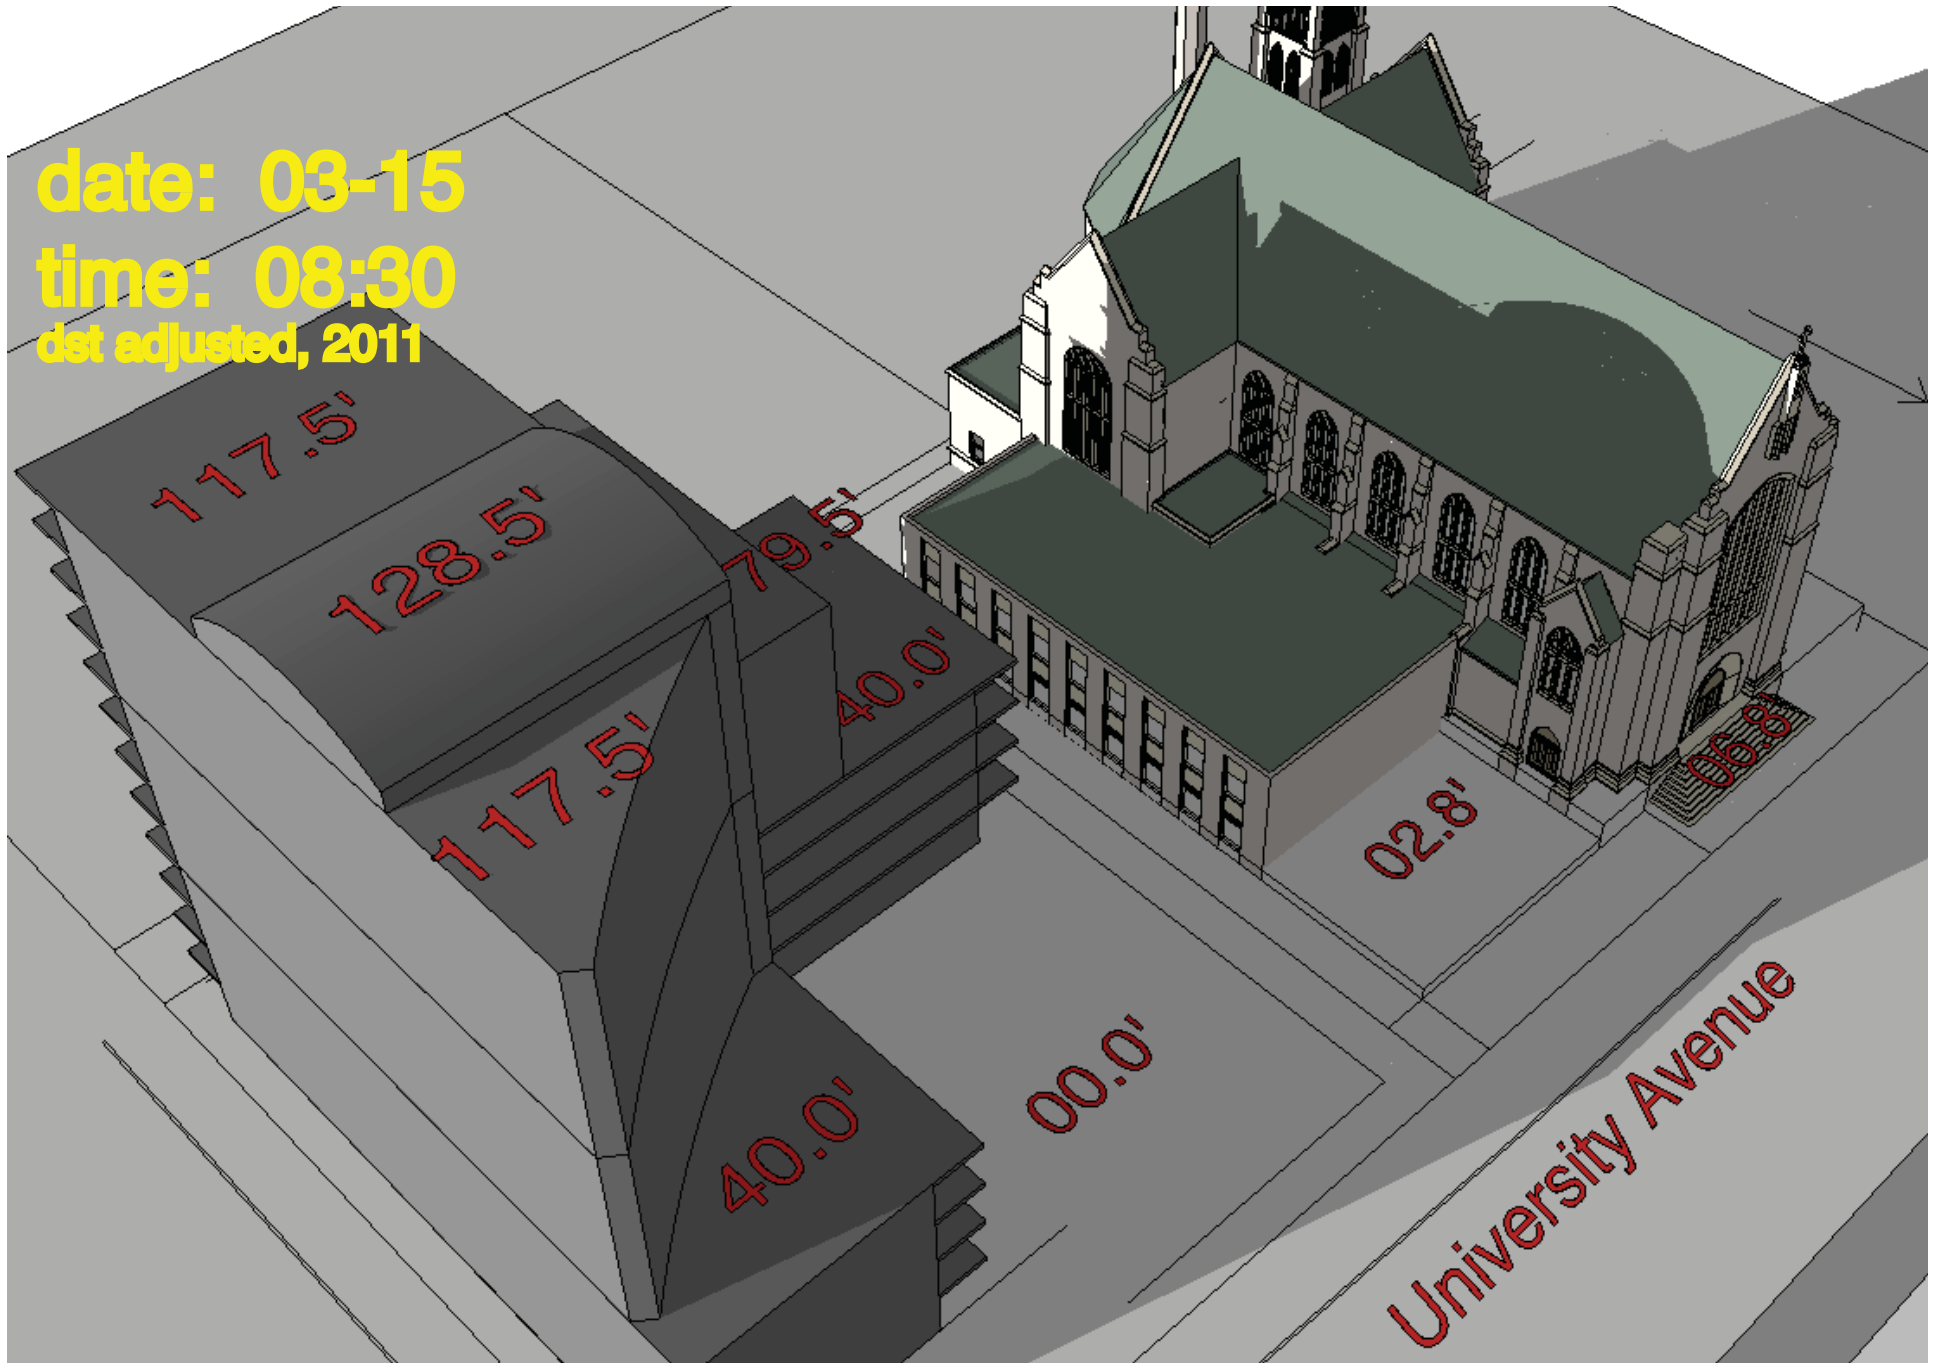 date: 03-15
time: 08:30
dst adjusted, 2011
117.5'
128.5'
79.5'
40.0'
117.5'
06.8'
02.8'
00.0'
40.0'
University Avenue